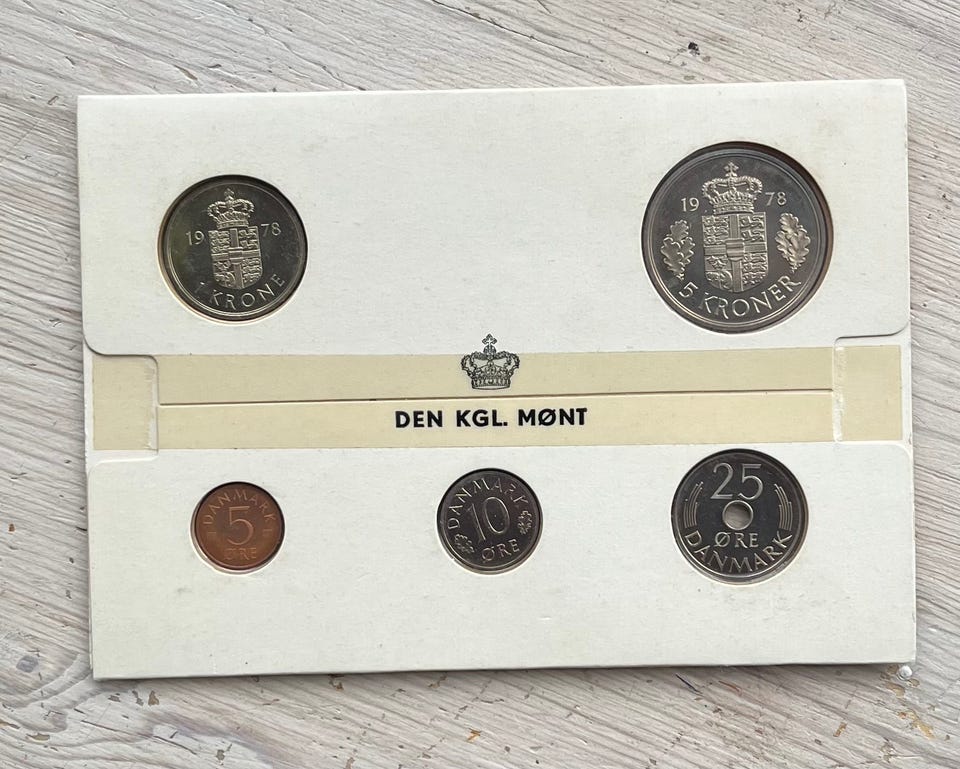 19 78
1 KRONE
19 78
5 KRONER
DEN KGL. MØNT
DANMARK
5
ØRE
DANMARK
10
ØRE
25
ØRE
DANMARK